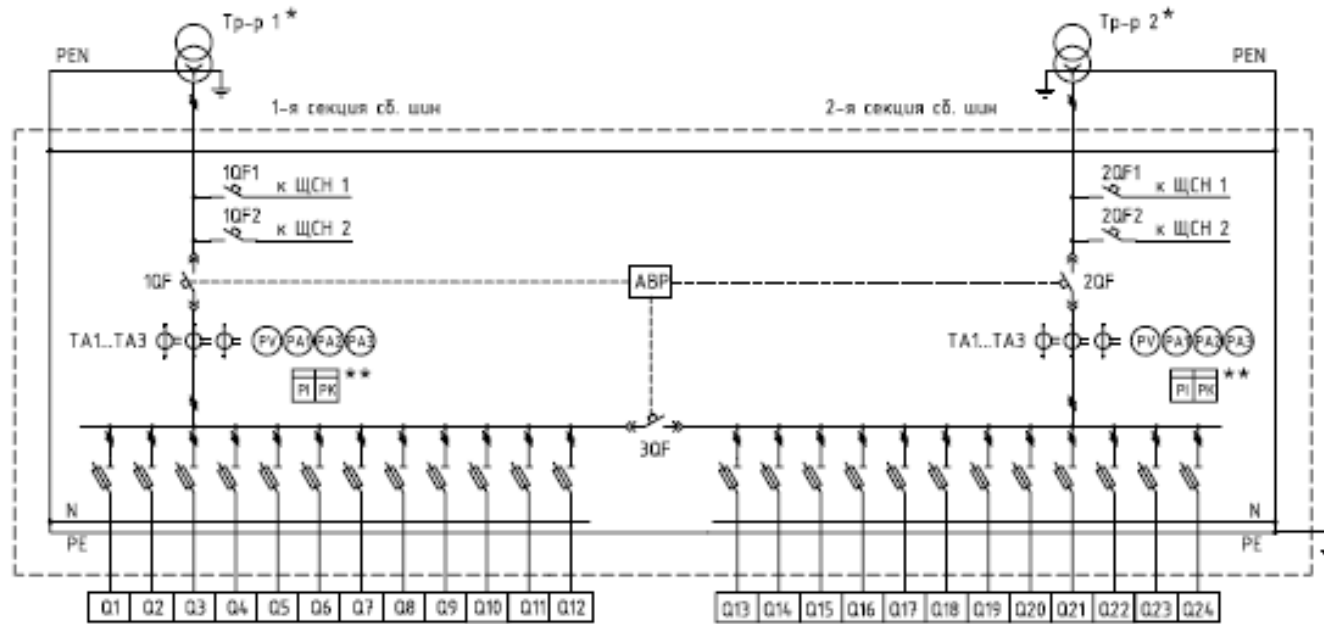 Тр-р 1* Тр-р 2*
PEN PEN
1-я секция сб. шин 2-я секция сб. шин
1QF1 к ЩСН 1 2QF1 к ЩСН 1
1QF2 к ЩСН 2 2QF2 к ЩСН 2
1QF АВР 2QF
TA1...TA3 PV PA1 PA2 PA3 TA1...TA3 PV PA1 PA2 PA3
PI PK ** PI PK **
3QF
N N
PE PE
Q1 Q2 Q3 Q4 Q5 Q6 Q7 Q8 Q9 Q10 Q11 Q12 Q13 Q14 Q15 Q16 Q17 Q18 Q19 Q20 Q21 Q22 Q23 Q24